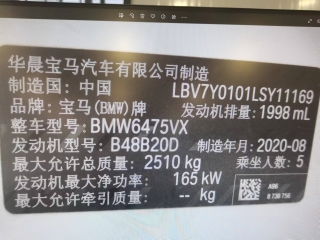 华晨宝马汽车有限公司制造
制造国: 中国 LBV7Y0101LSY11169
品牌: 宝马(BMW)牌 发动机排量: 1998 mL
整车型号: BMW6475VX
发动机型号: B48B20D 制造年月: 2020-08
最大允许总质量: 2510 kg 乘坐人数: 5
发动机最大净功率: 165 kW A96
最大允许牵引质量: -- kg 8 738 756